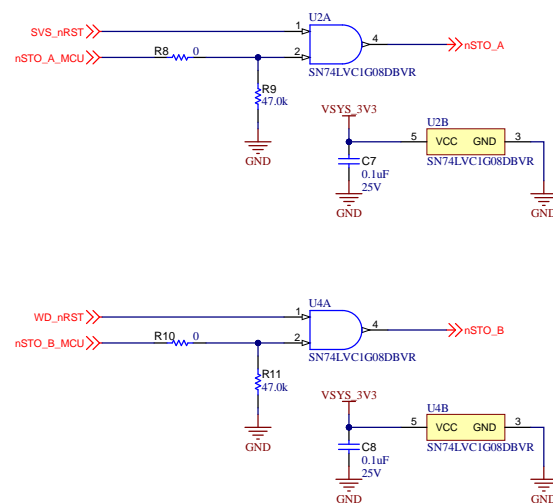 U2A
SVS_nRST
1
4
nSTO_A
nSTO_A_MCU
R8
0
2
SN74LVC1G08DBVR
R9
47.0k
GND
VSYS_3V3
U2B
5
VCC
GND
3
SN74LVC1G08DBVR
C7
0.1uF
25V
GND
GND
U4A
WD_nRST
1
4
nSTO_B
nSTO_B_MCU
R10
0
2
SN74LVC1G08DBVR
R11
47.0k
GND
VSYS_3V3
U4B
5
VCC
GND
3
SN74LVC1G08DBVR
C8
0.1uF
25V
GND
GND